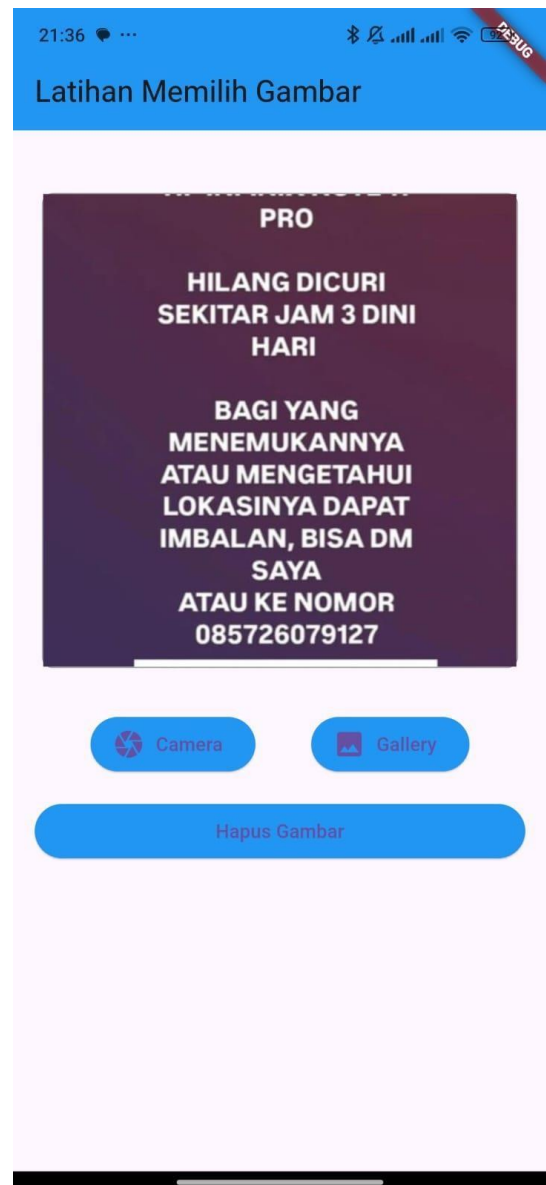 21:36
DEBUG
Latihan Memilih Gambar
PRO
HILANG DICURI
SEKITAR JAM 3 DINI
HARI
BAGI YANG
MENEMUKANNYA
ATAU MENGETAHUI
LOKASINYA DAPAT
IMBALAN, BISA DM
SAYA
ATAU KE NOMOR
085726079127
Camera
Gallery
Hapus Gambar